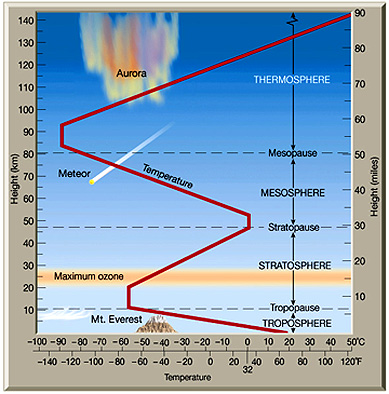 140
130
120
110
100
90
80
70
60
50
40
30
20
10
Height (km)
90
80
70
60
50
40
30
20
10
Height (miles)
Aurora
THERMOSPHERE
Mesopause
Meteor
Temperature
MESOSPHERE
Stratopause
STRATOSPHERE
Maximum ozone
Tropopause
Mt. Everest
TROPOSPHERE
-100 -90 -80 -70 -60 -50 -40 -30 -20 -10 0 10 20 30 40 50°C
-140 -120 -100 -80 -60 -40 -20 0 20 32 40 60 80 100 120°F
Temperature